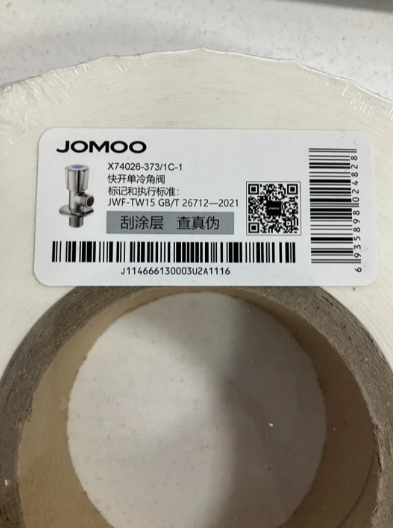 JOMOO
X74026-373/1C-1
快开单冷角阀
标记和执行标准：
JWF-TW15 GB/T 26712—2021
刮涂层 查真伪
J114666130003U2A1116
6935898024828